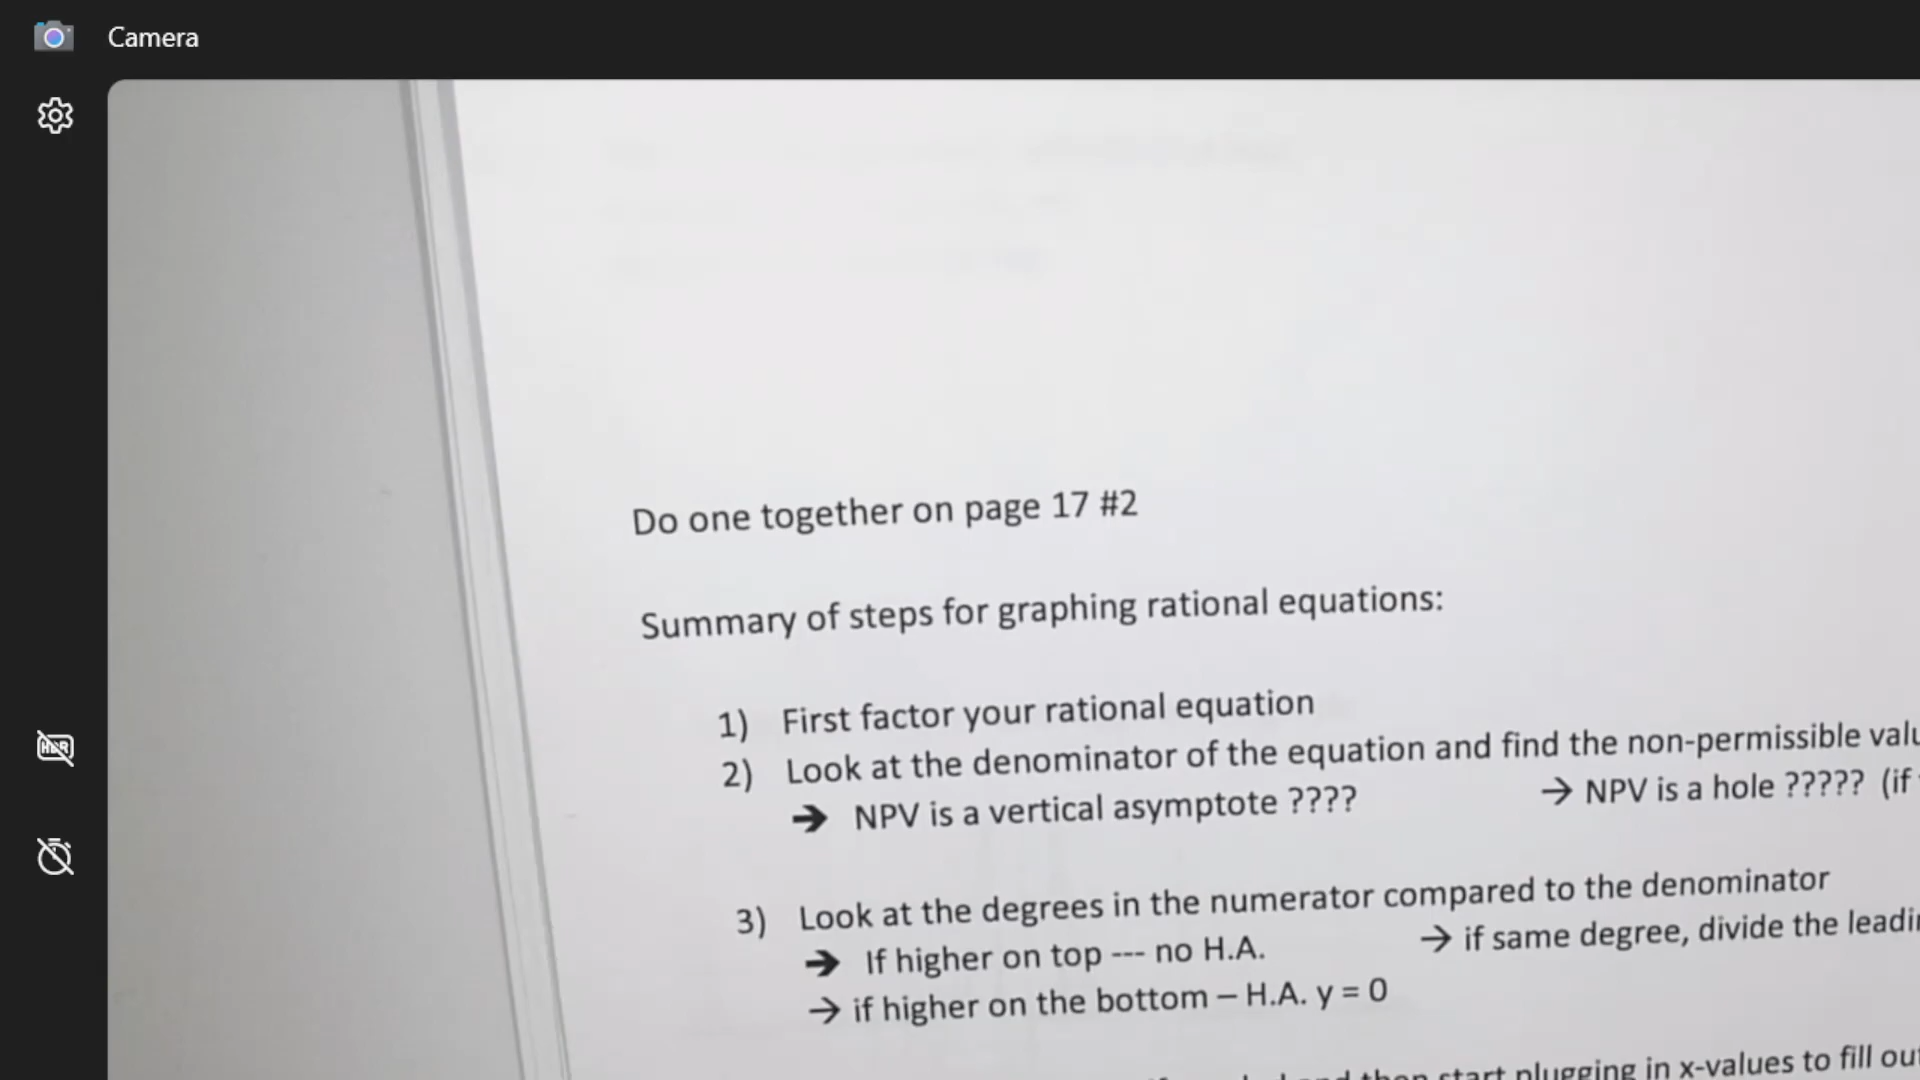 Camera
Do one together on page 17 #2
Summary of steps for graphing rational equations:
1) First factor your rational equation
2) Look at the denominator of the equation and find the non-permissible
➔ NPV is a vertical asymptote ???? → NPV is a hole ????? (if
3) Look at the degrees in the numerator compared to the denominator
➔ If higher on top --- no H.A. → if same degree, divide the
→ if higher on the bottom – H.A. y = 0
start plugging in x-values to fill